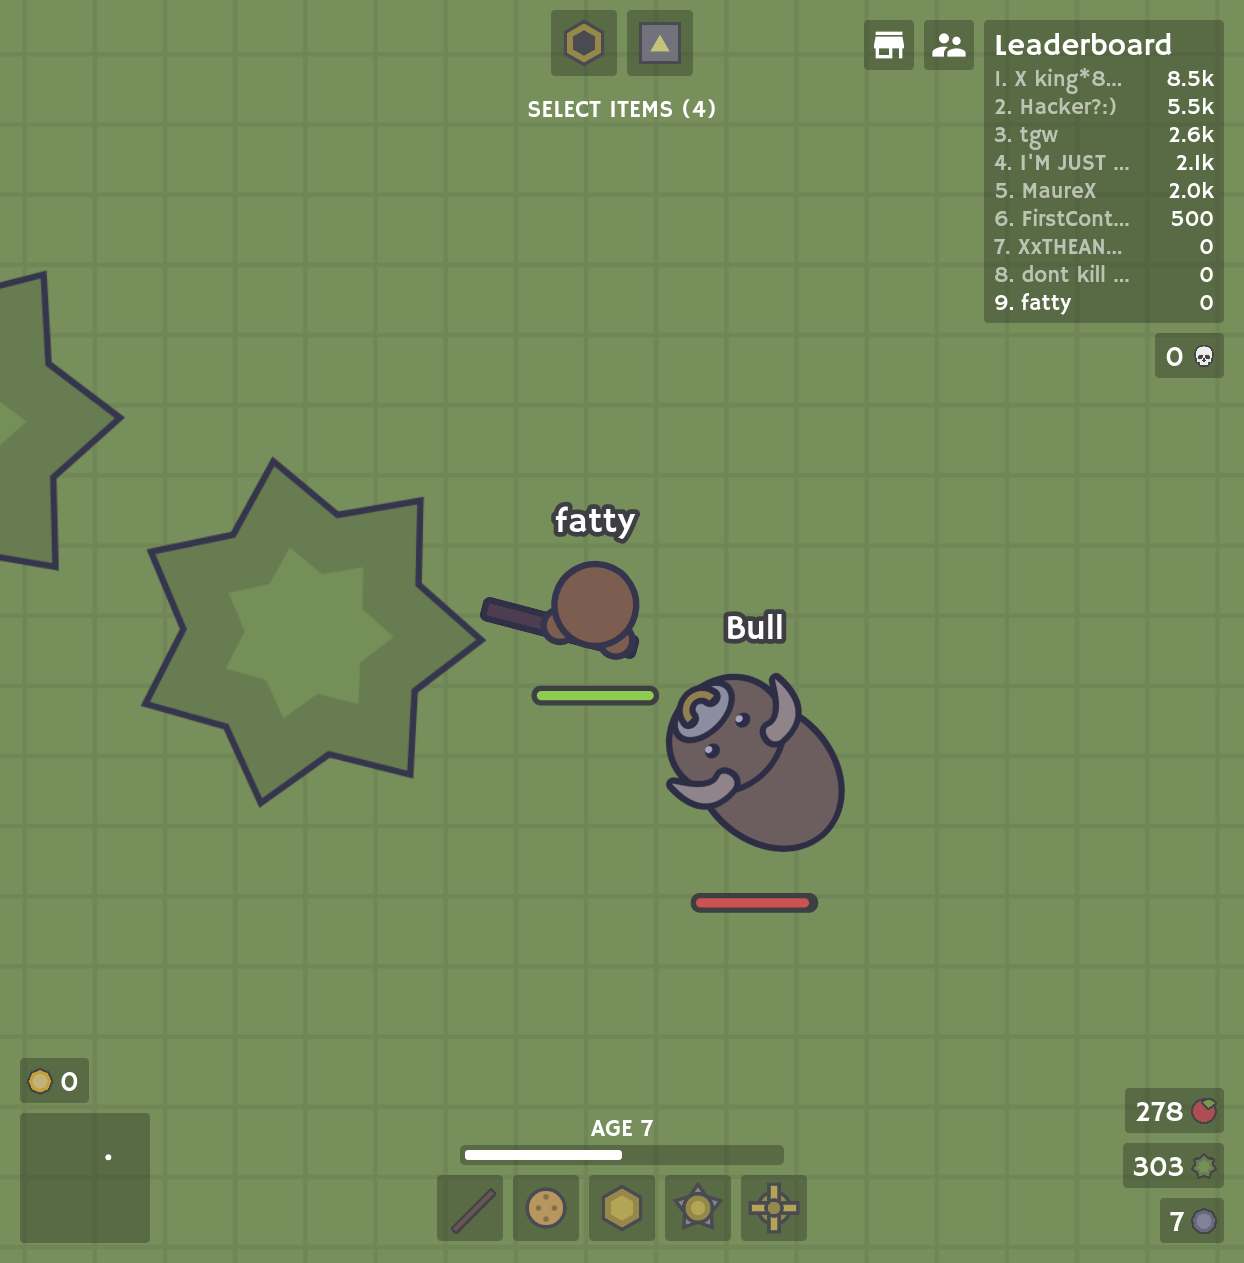 SELECT ITEMS (4)
Leaderboard
1. X king*8... 8.5k
2. Hacker?:) 5.5k
3. tgw 2.6k
4. I'M JUST ... 2.1k
5. MaureX 2.0k
6. FirstCont... 500
7. XxTHEAN... 0
8. dont kill ... 0
9. fatty 0
0
fatty
Bull
0
AGE 7
278
303
7